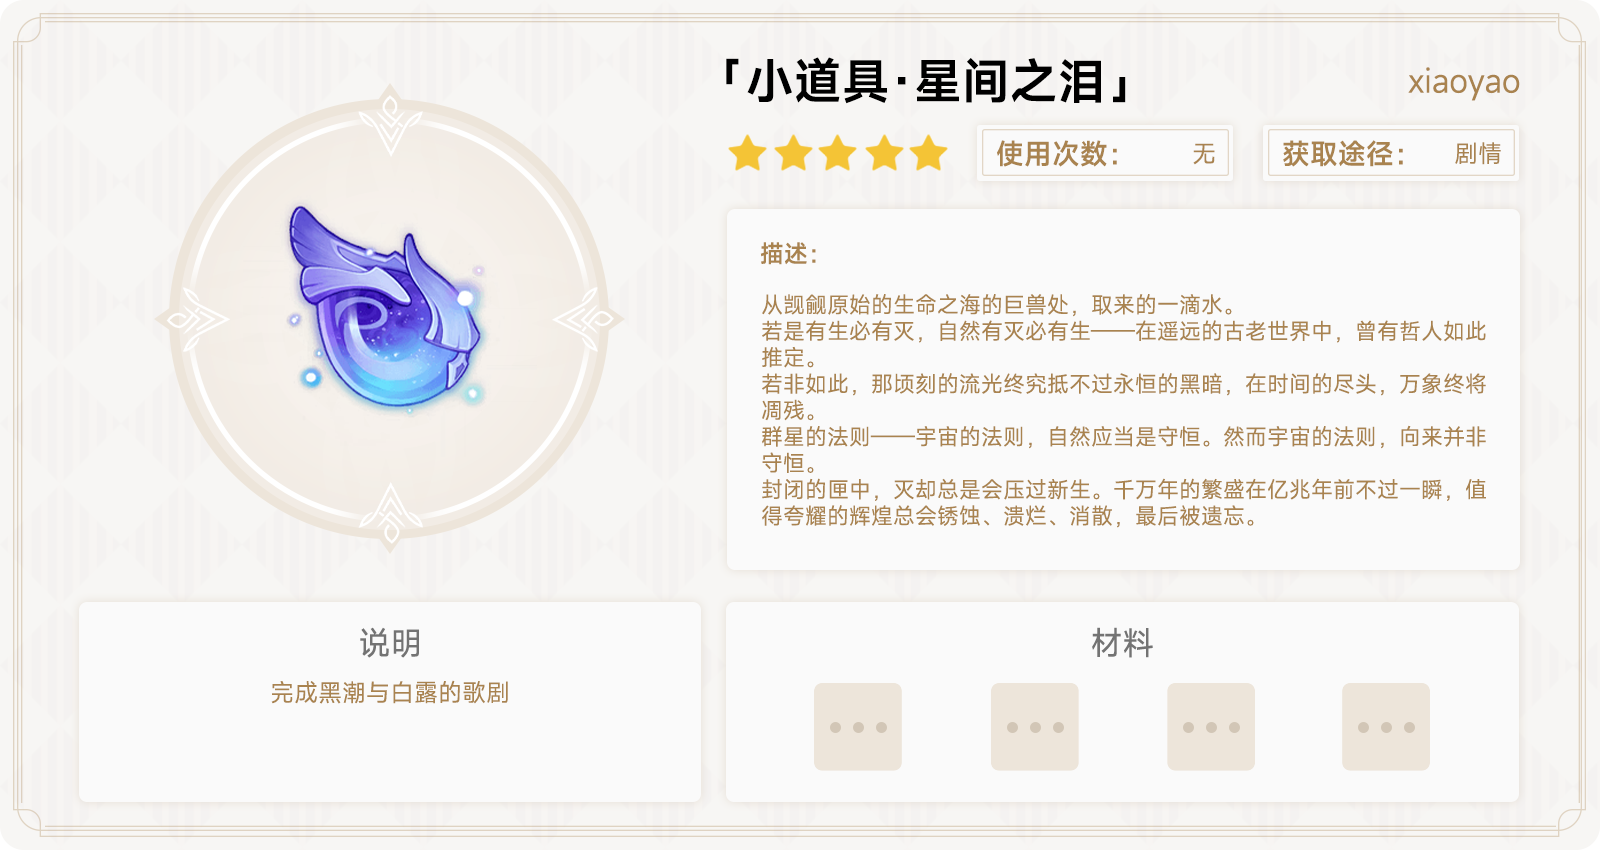 「小道具·星间之泪」
xiaoyao
使用次数： 无
获取途径： 剧情
描述：
从觊觎原始的生命之海的巨兽处，取来的一滴水。
若是有生必有灭，自然有灭必有生——在遥远的古老世界中，曾有哲人如此
推定。
若非如此，那顷刻的流光终究抵不过永恒的黑暗，在时间的尽头，万象终将
凋残。
群星的法则——宇宙的法则，自然应当是守恒。然而宇宙的法则，向来并非
守恒。
封闭的匣中，灭却总是会压过新生。千万年的繁盛在亿兆年前不过一瞬，值
得夸耀的辉煌总会锈蚀、溃烂、消散，最后被遗忘。
说明
完成黑潮与白露的歌剧
材料